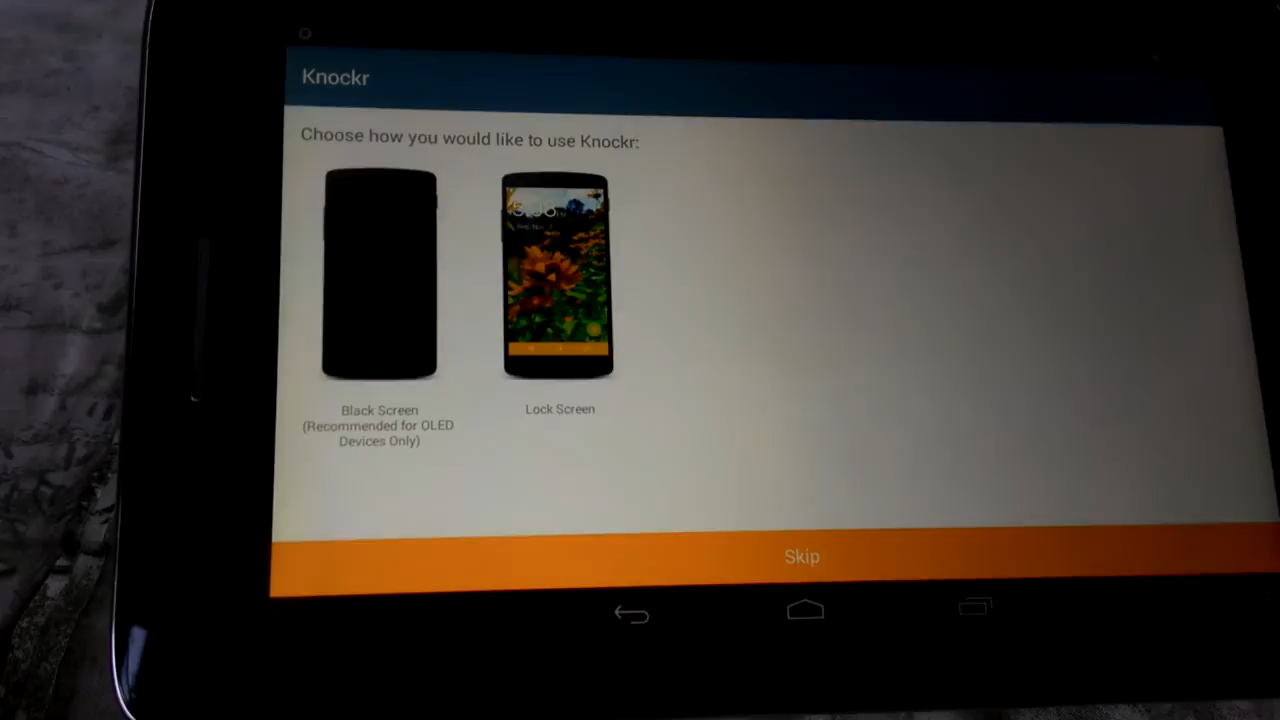 Knockr
Choose how you would like to use Knockr:
Black Screen
(Recommended for OLED
Devices Only)
Lock Screen
Skip